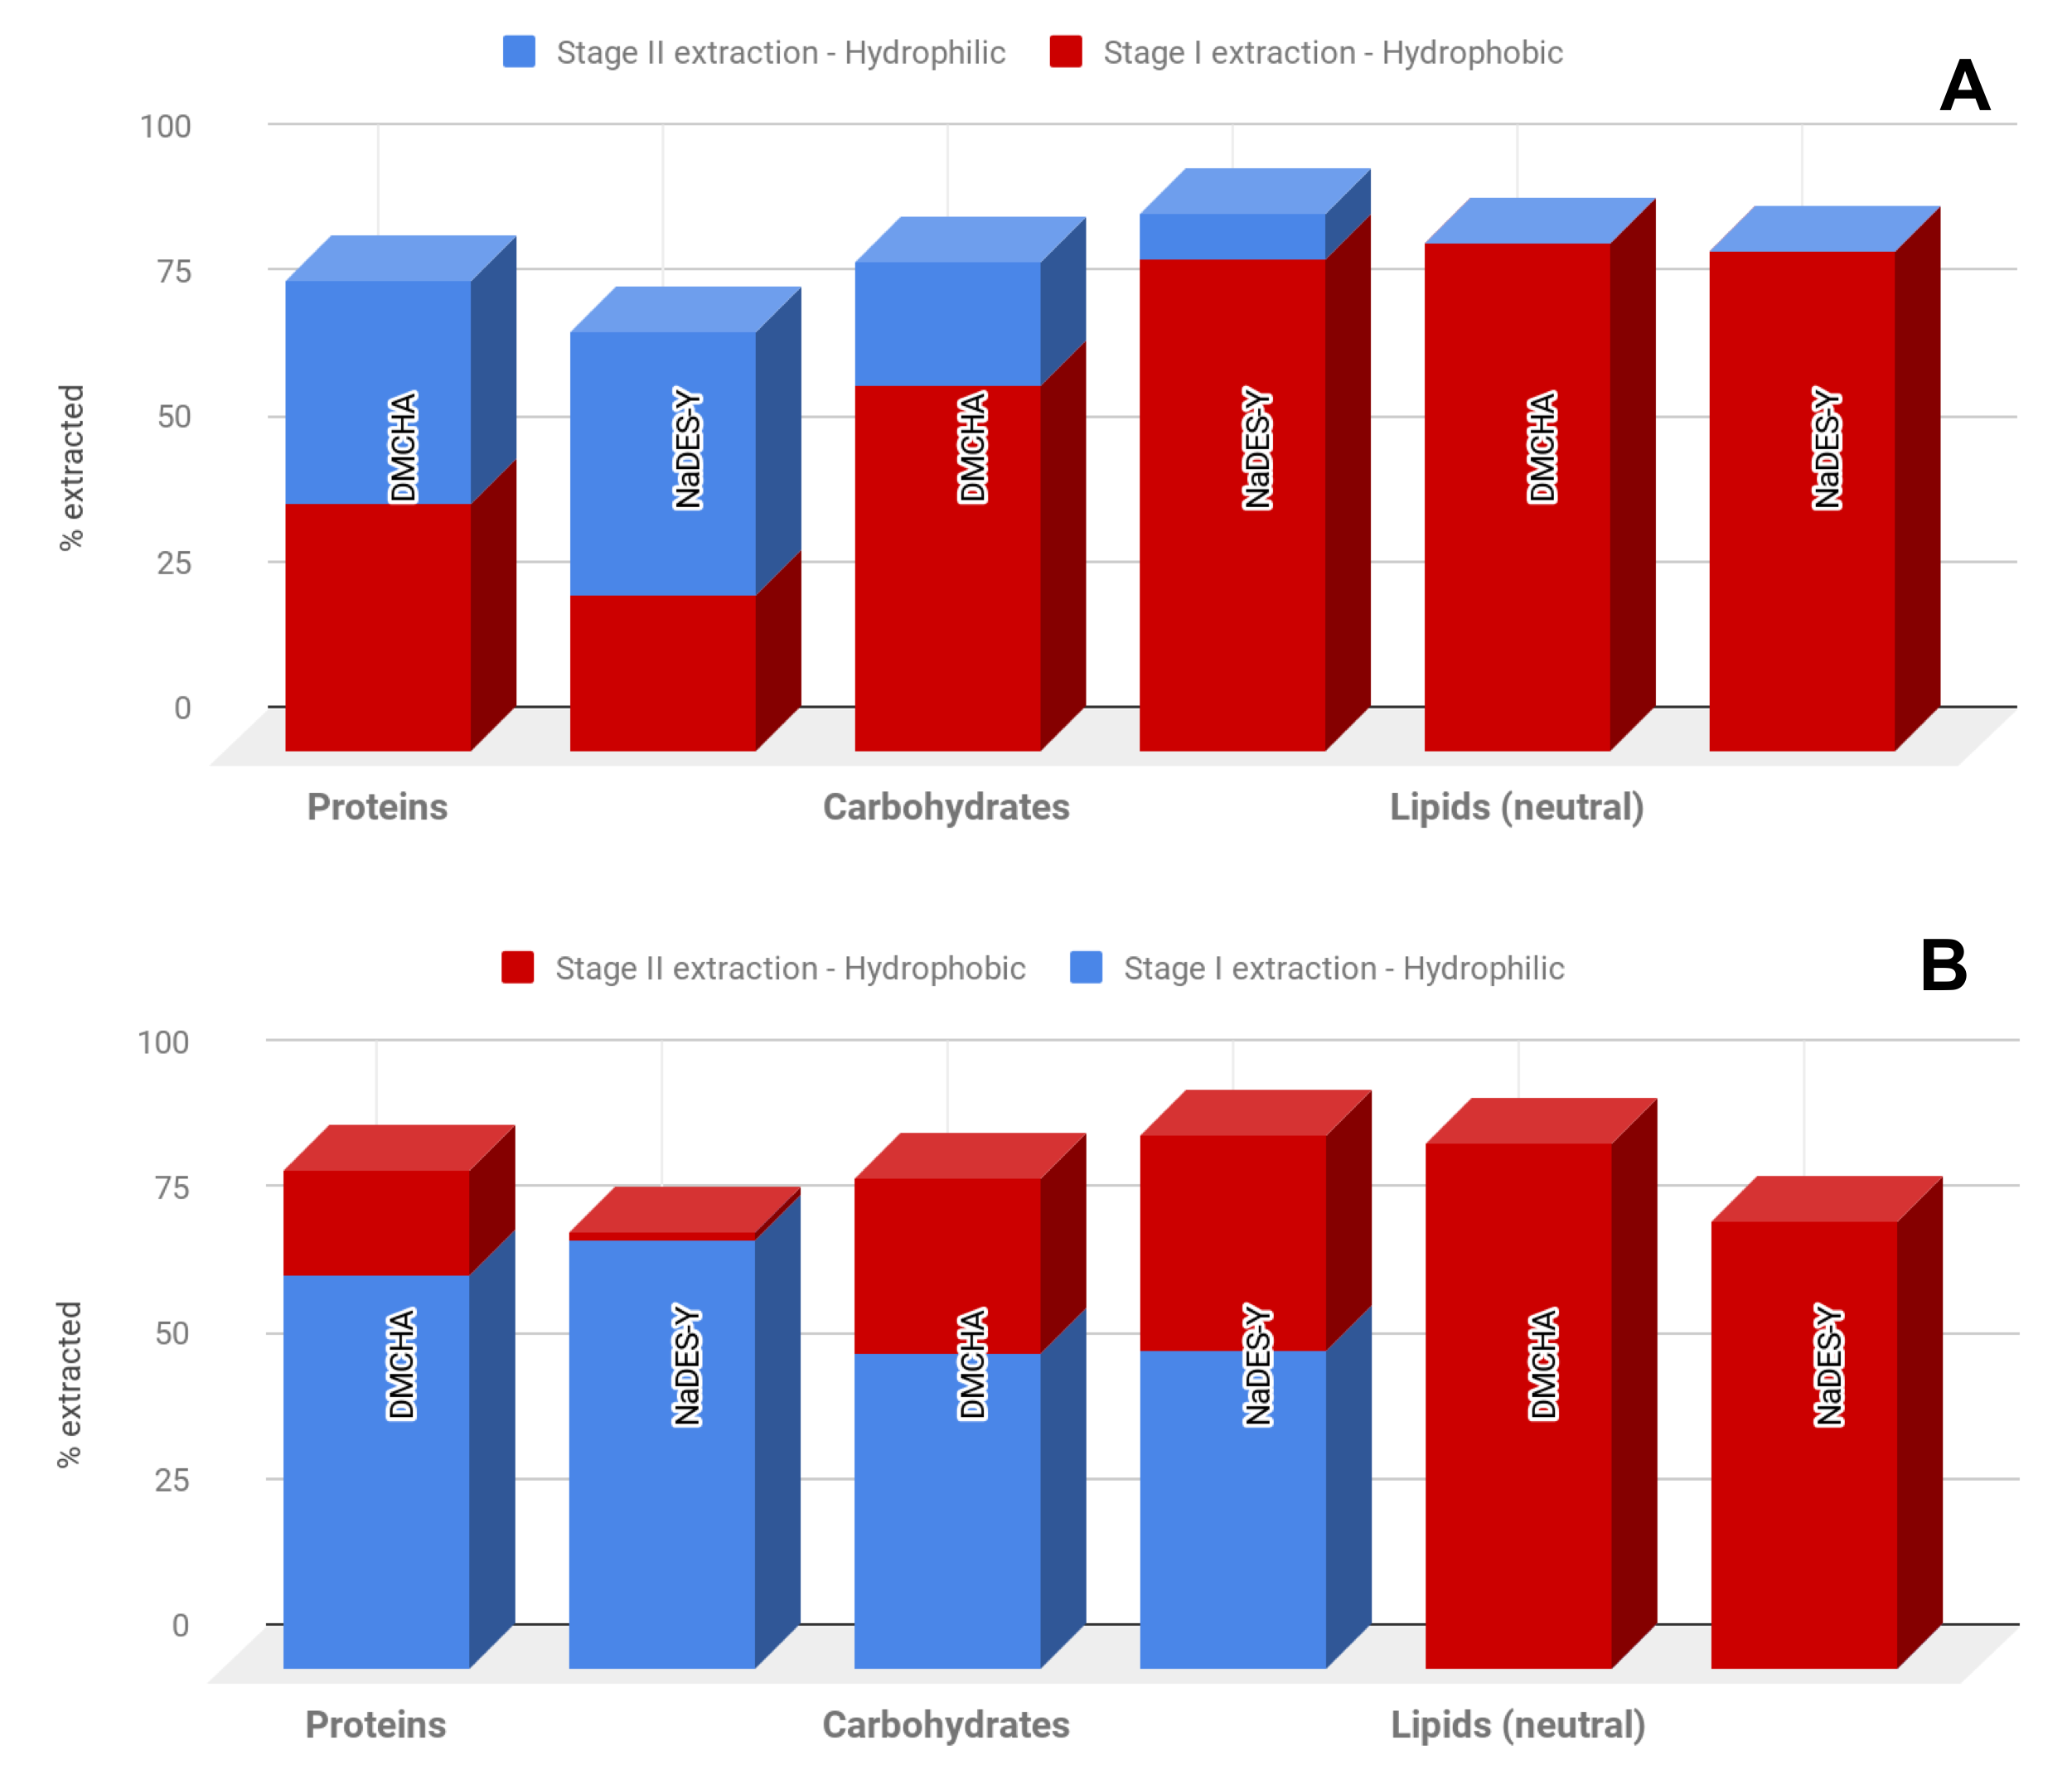 Stage II extraction - Hydrophilic Stage I extraction - Hydrophobic
A
100
75
50
25
0
% extracted
DMCHA
NaDES-Y
DMCHA
NaDES-Y
DMCHA
NaDES-Y
Proteins Carbohydrates Lipids (neutral)
Stage II extraction - Hydrophobic Stage I extraction - Hydrophilic
B
100
75
50
25
0
% extracted
DMCHA
NaDES-Y
DMCHA
NaDES-Y
DMCHA
NaDES-Y
Proteins Carbohydrates Lipids (neutral)